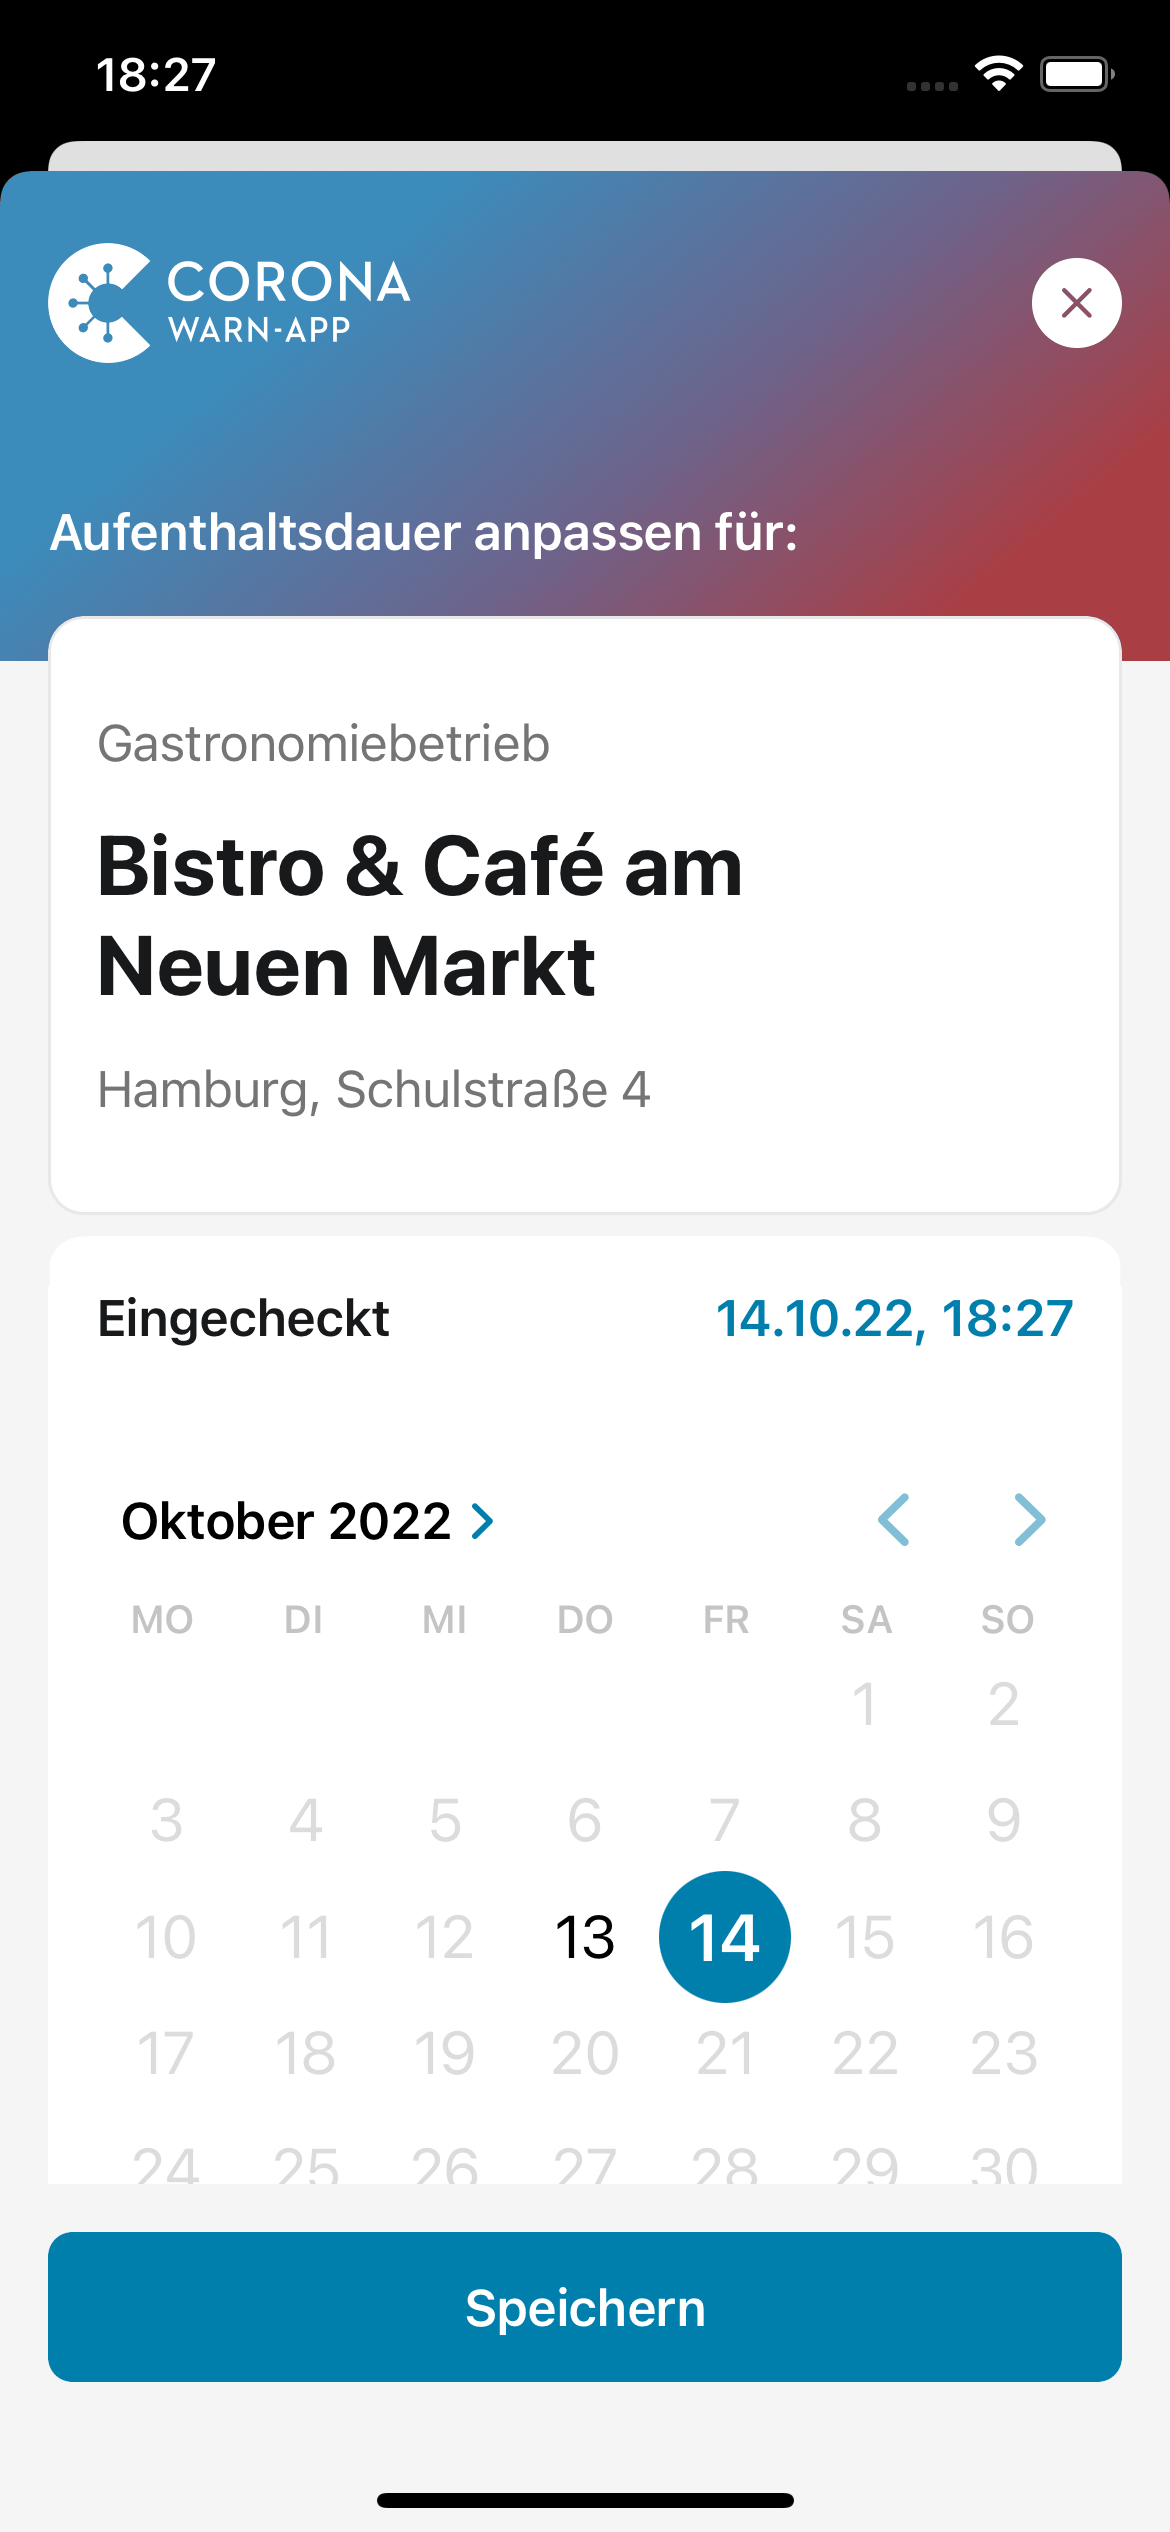 18:27
CORONA
WARN-APP
Aufenthaltsdauer anpassen für:
Gastronomiebetrieb
Bistro & Café am
Neuen Markt
Hamburg, Schulstraße 4
Eingecheckt 14.10.22, 18:27
Oktober 2022
MO DI MI DO FR SA SO
1 2
3 4 5 6 7 8 9
10 11 12 13 14 15 16
17 18 19 20 21 22 23
24 25 26 27 28 29 30
Speichern